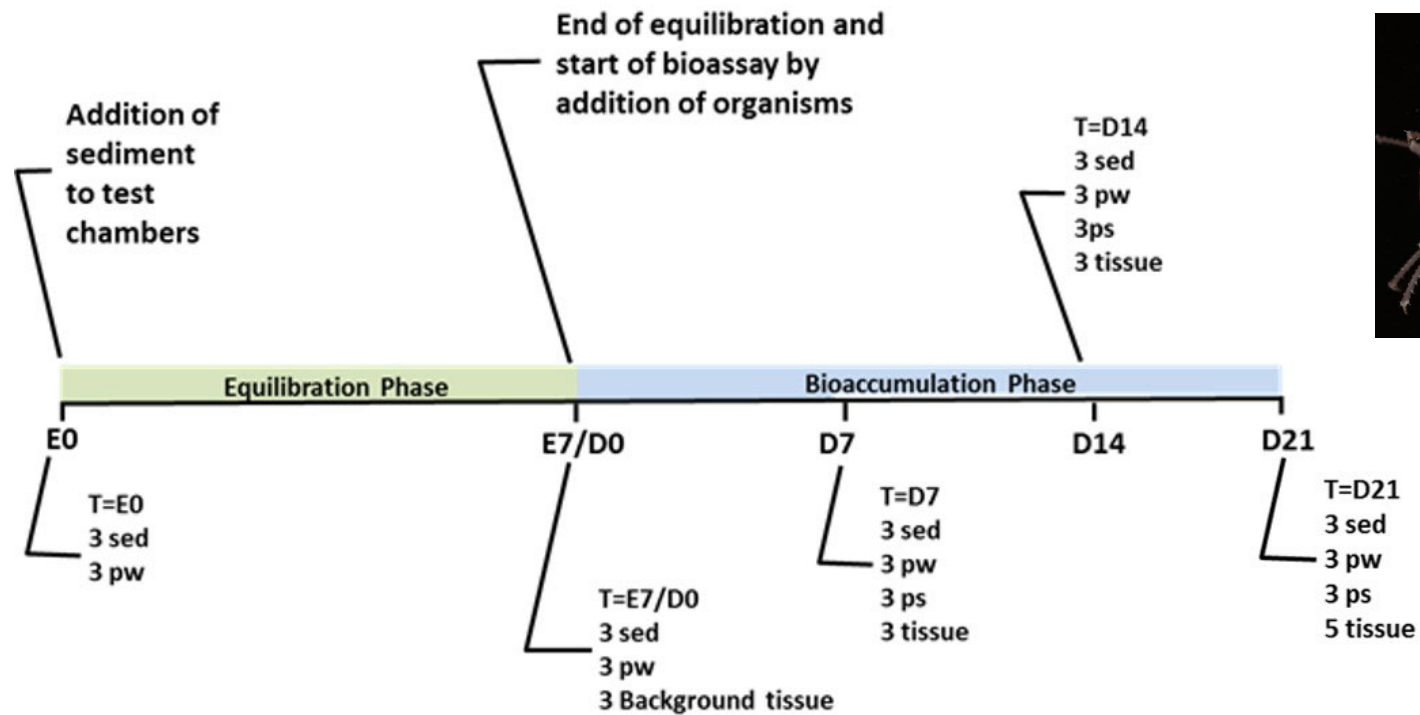 Addition of
sediment
to test
chambers
End of equilibration and
start of bioassay by
addition of organisms
T=D14
3 sed
3 pw
3ps
3 tissue
Equilibration Phase
Bioaccumulation Phase
E0
E7/D0
D7
D14
D21
T=E0
3 sed
3 pw
T=E7/D0
3 sed
3 pw
3 Background tissue
T=D7
3 sed
3 pw
3 ps
3 tissue
T=D21
3 sed
3 pw
3 ps
5 tissue